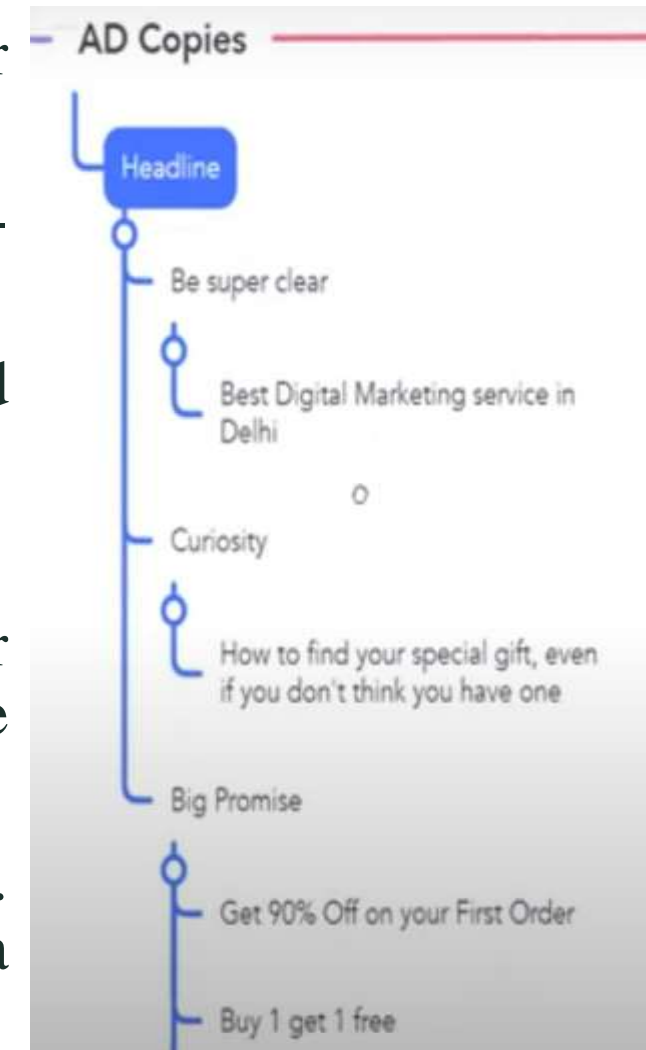 AD Copies
Headline
Be super clear
Best Digital Marketing service in
Delhi
Curiosity
How to find your special gift, even
if you don't think you have one
Big Promise
Get 90% Off on your First Order
Buy 1 get 1 free